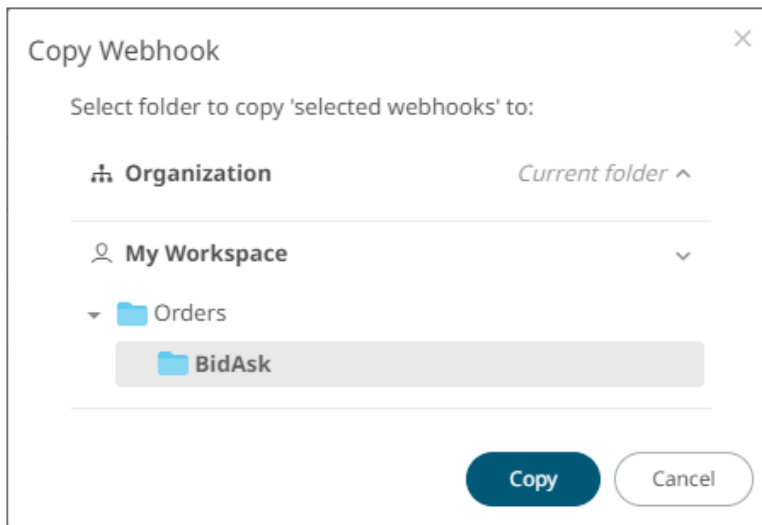 Copy Webhook
Select folder to copy 'selected webhooks' to:
Organization Current folder
My Workspace
Orders
BidAsk
Copy Cancel